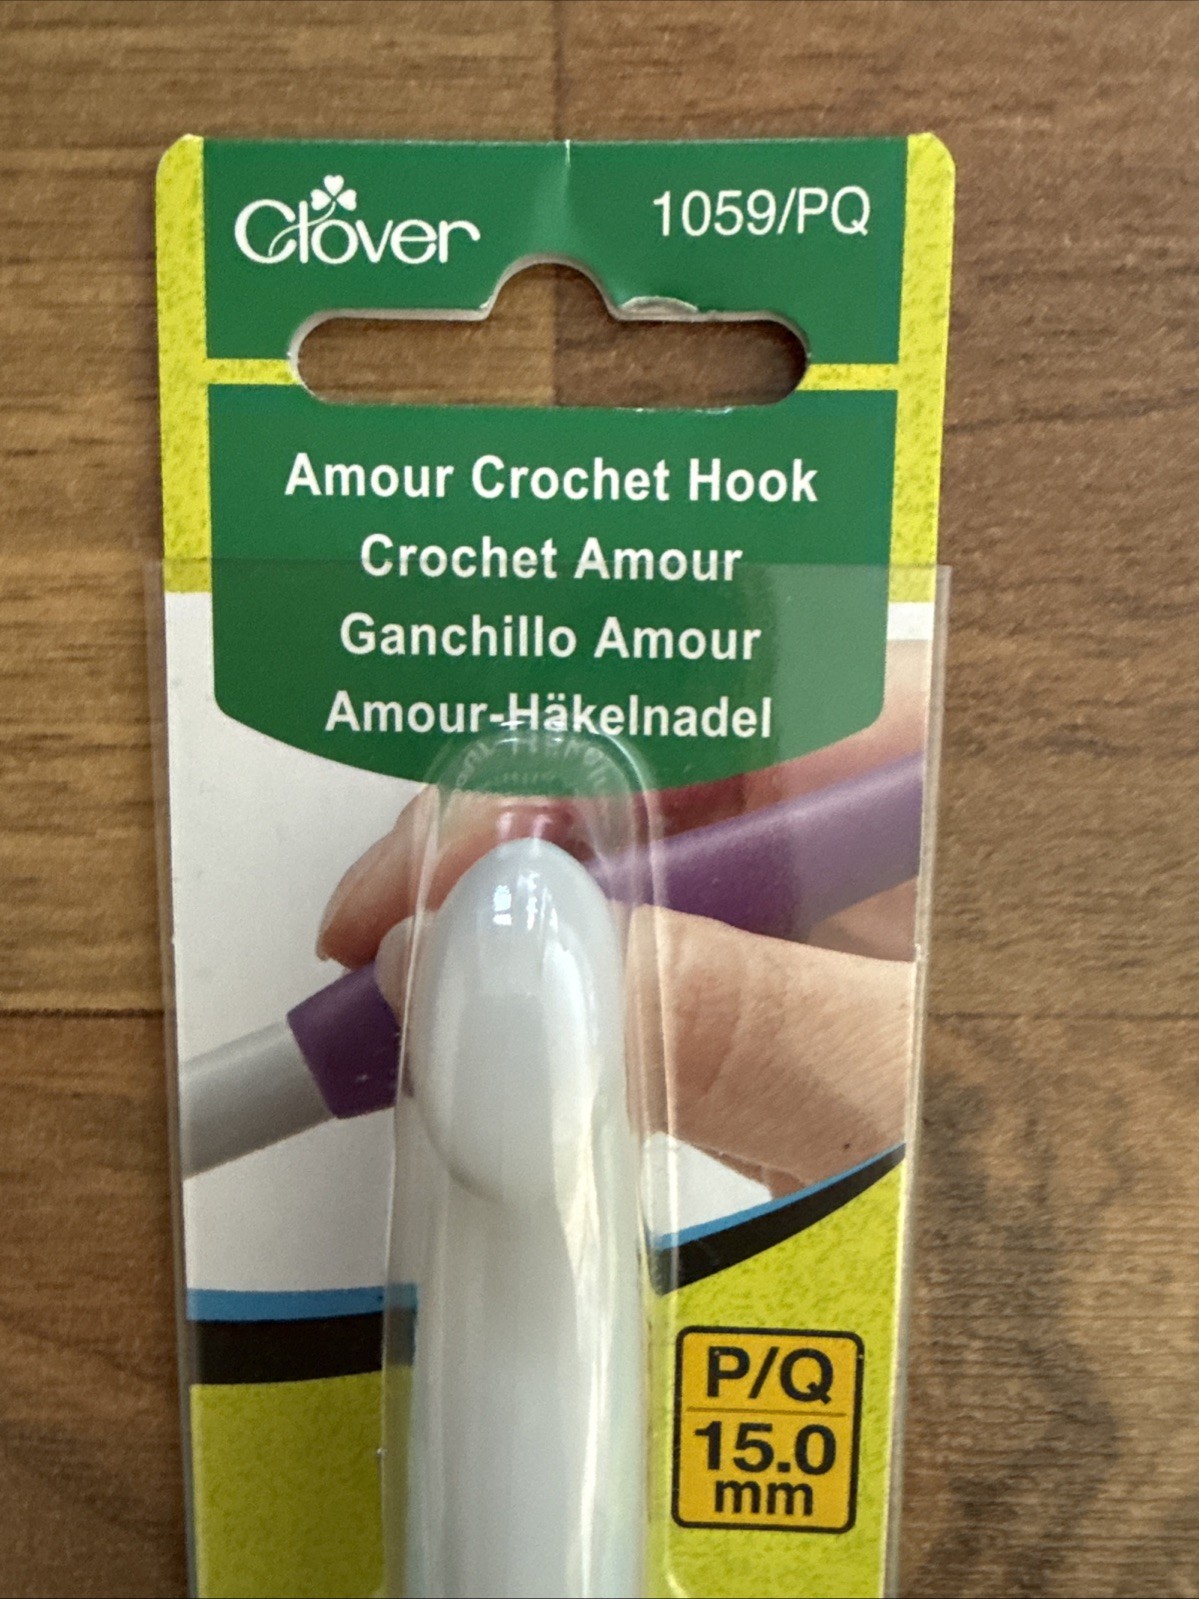 Clover
1059/PQ
Amour Crochet Hook
Crochet Amour
Ganchillo Amour
Amour-Häkelnadel
P/Q
15.0
mm